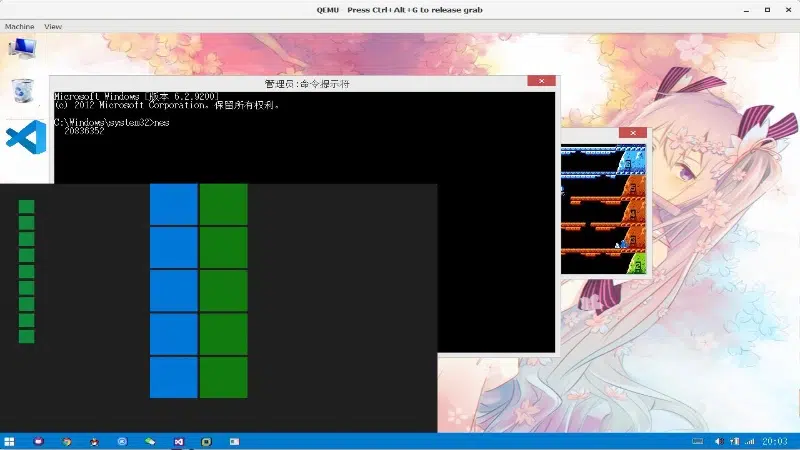 QEMU - Press Ctrl+Alt+G to release grab
Machine View
管理员:命令提示符
Microsoft Windows [版本 6.2.9200]
(c) 2012 Microsoft Corporation。保留所有权利。
C:\Windows\system32>nes
20836352
20:03